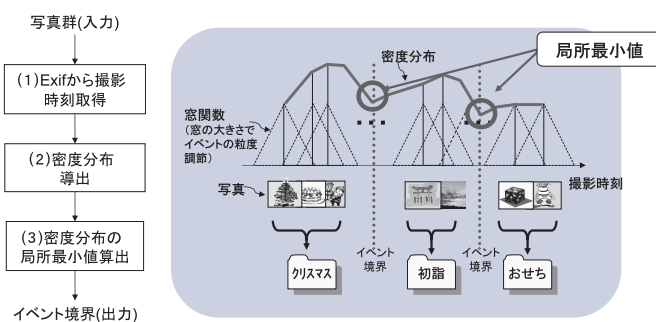 写真群(入力)
(1)Exifから撮影
時刻取得
(2)密度分布
導出
(3)密度分布の
局所最小値算出
イベント境界(出力)
密度分布
局所最小値
窓関数
(窓の大きさで
イベントの粒度
調節)
撮影時刻
写真
イベント
境界
イベント
境界
クリスマス
初詣
おせち